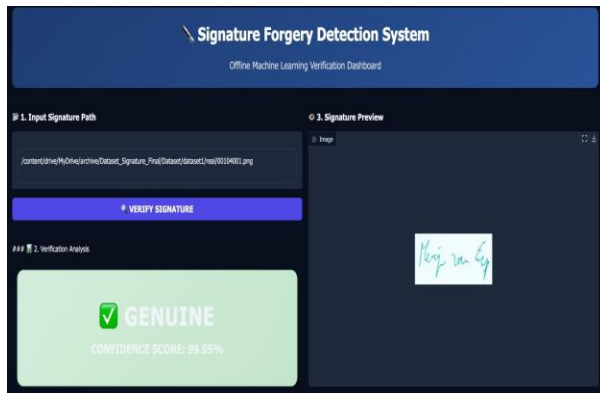 Signature Forgery Detection System
Offline Machine Learning Verification Dashboard
1. Input Signature Path
/content/drive/MyDrive/archive/Dataset_Signature_Final/Dataset/dataset1/real/00104001.png
VERIFY SIGNATURE
### 2. Verification Analysis
GENUINE
CONFIDENCE SCORE: 99.95%
3. Signature Preview
Image